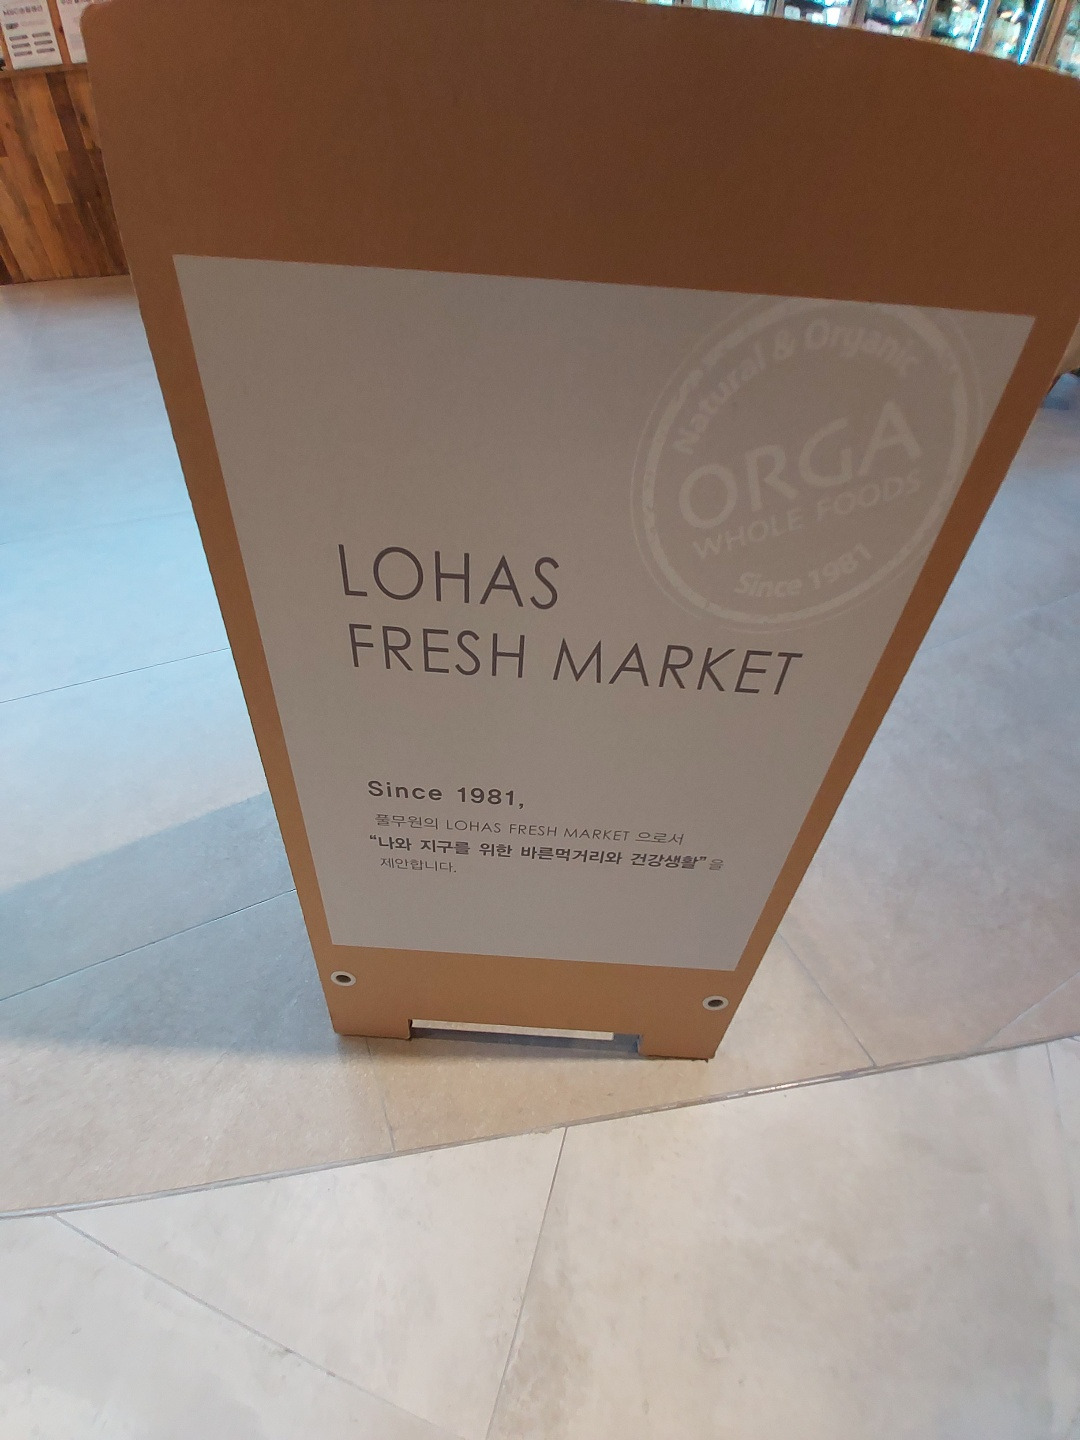 Natural & Organic
ORGA
WHOLE FOODS
Since 1981
LOHAS
FRESH MARKET
Since 1981,
풀무원의 LOHAS FRESH MARKET 으로서
“나와 지구를 위한 바른먹거리와 건강생활”을
제안합니다.